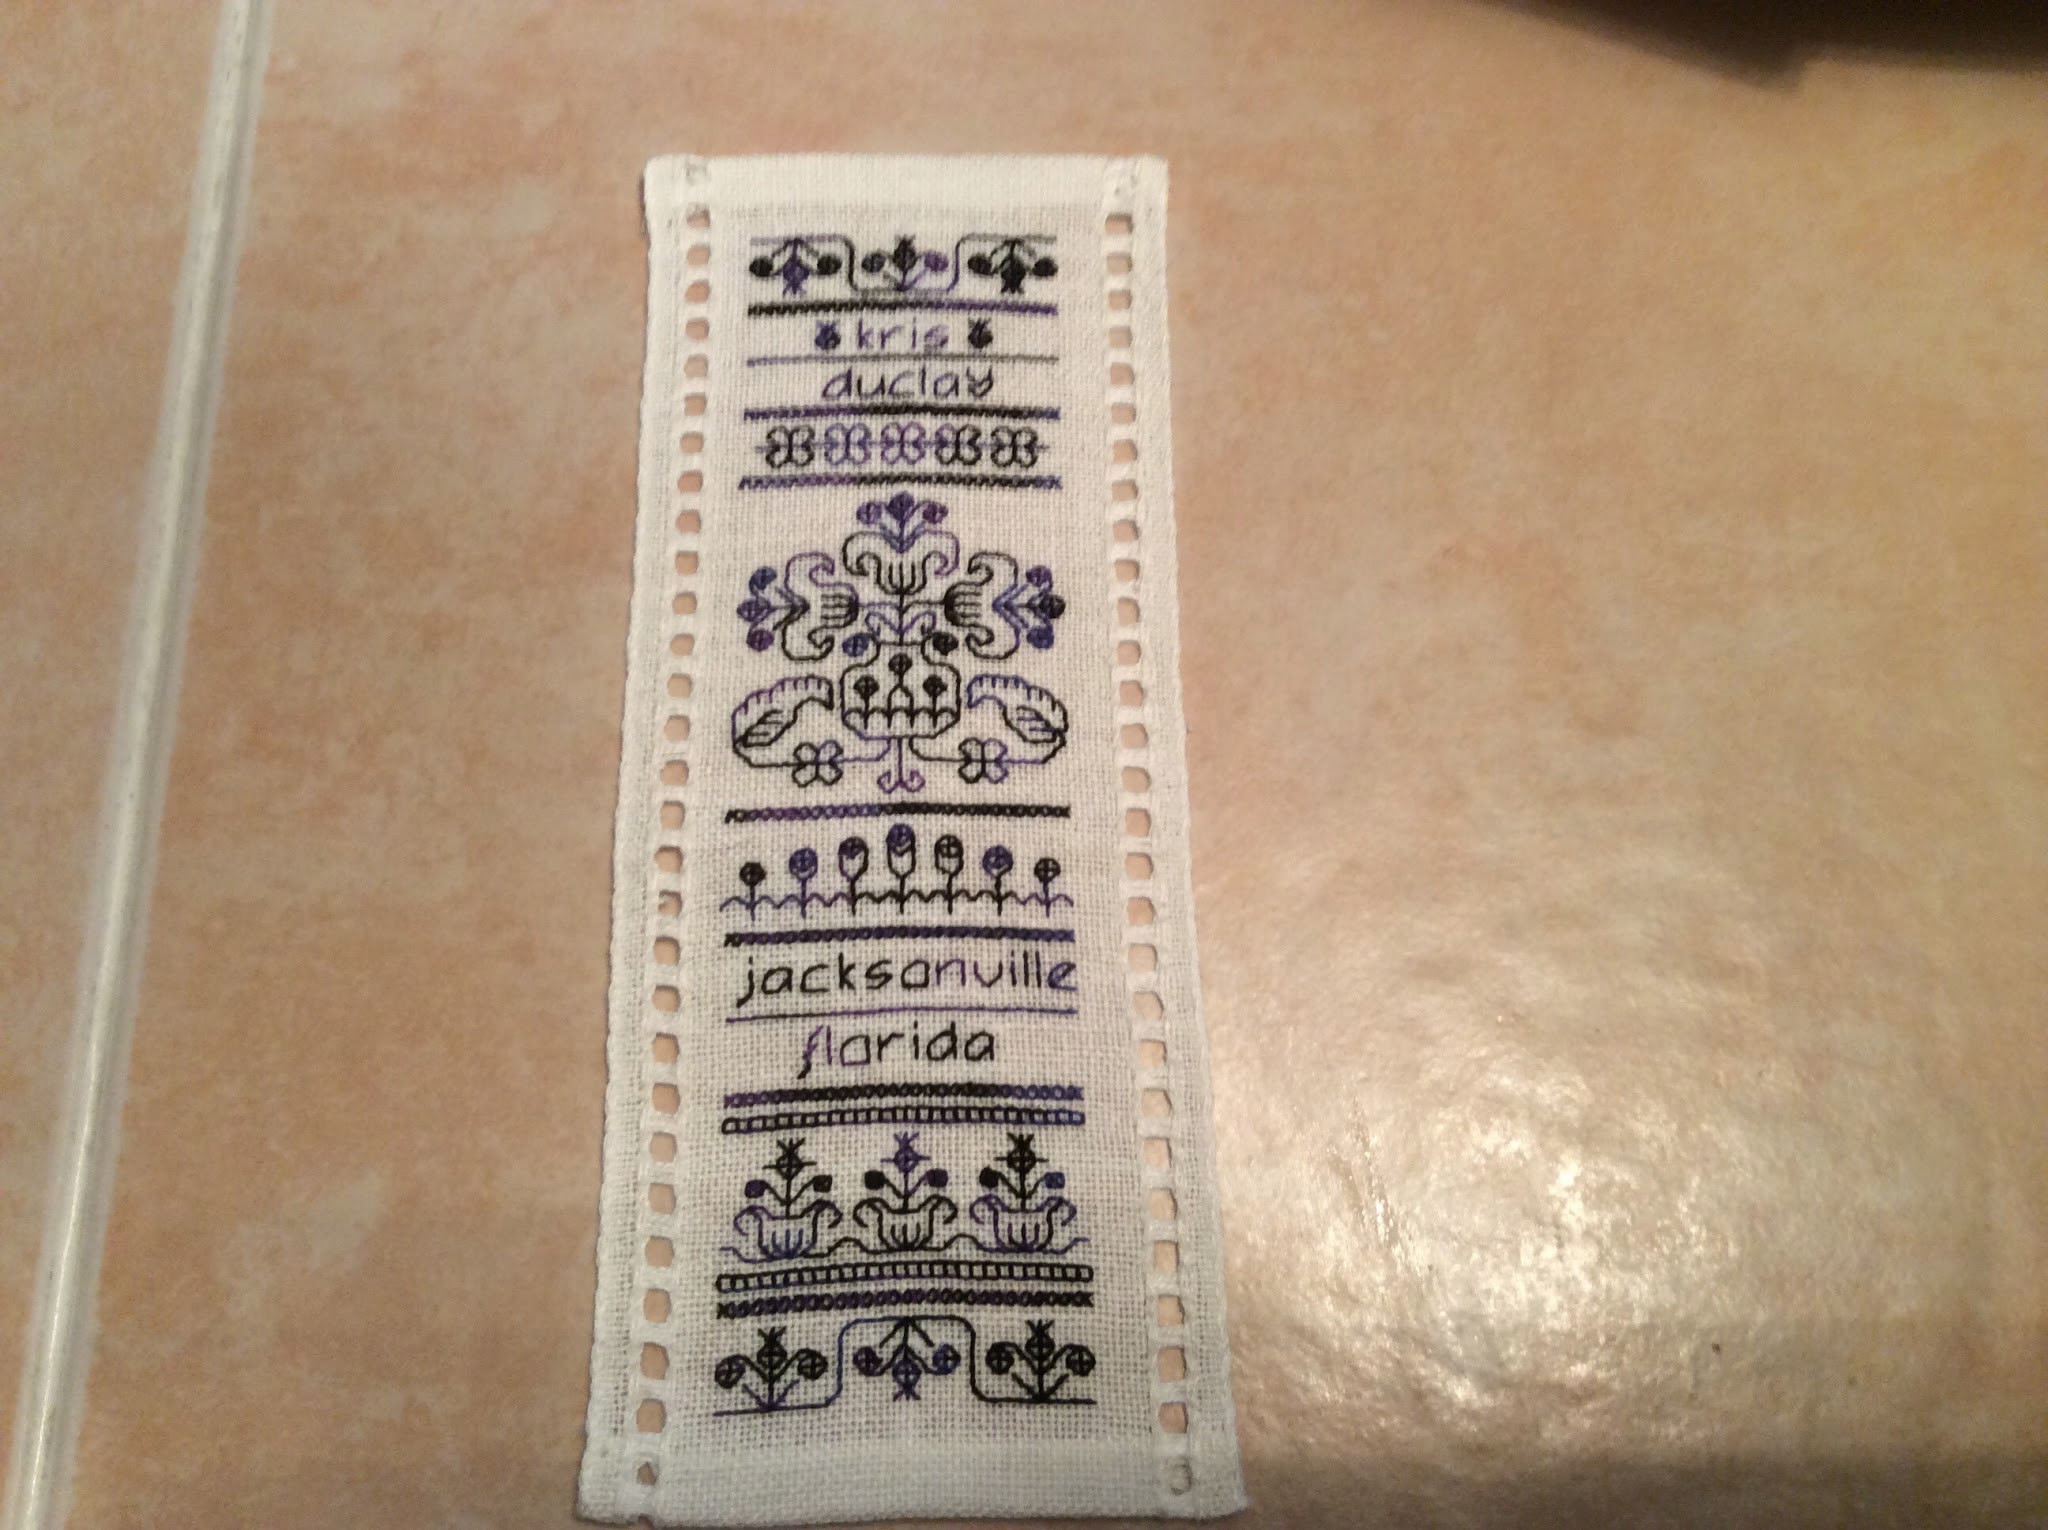 kris
duclay
jacksonville
florida